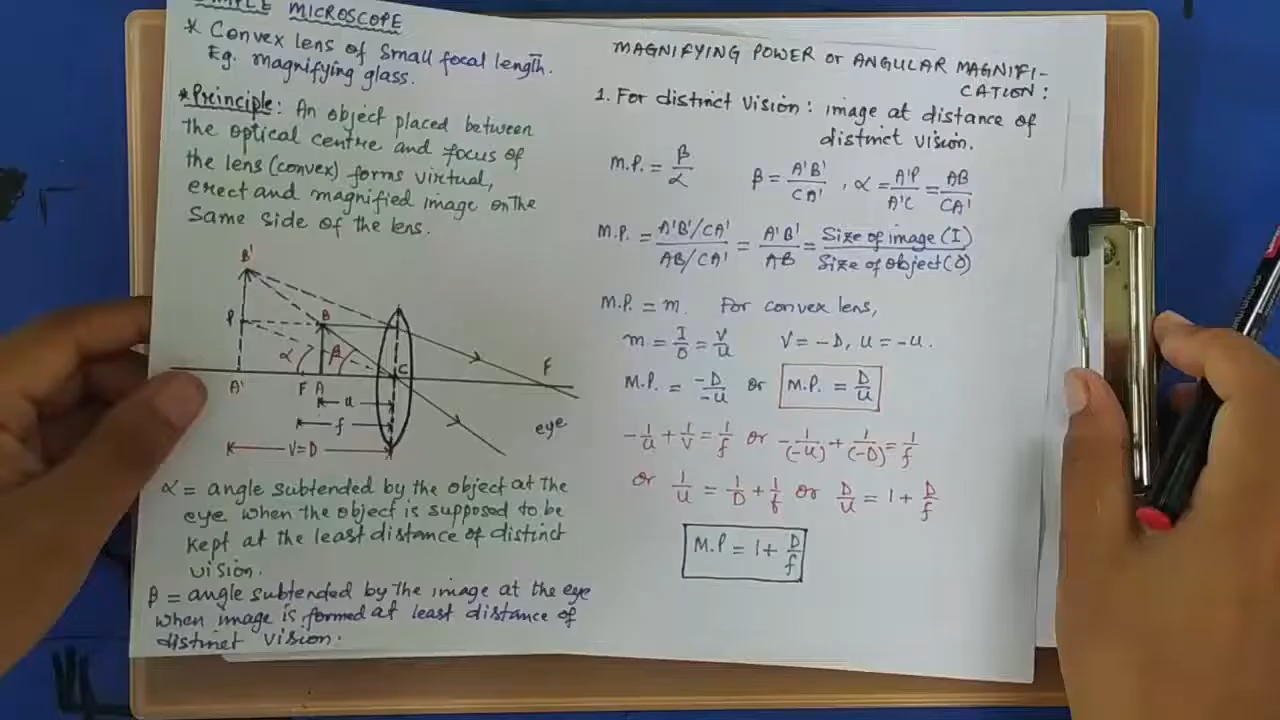 SIMPLE MICROSCOPE
* Convex lens of small focal length.
Eg. magnifying glass.
*Principle: An object placed between
the optical centre and focus of
the lens (convex) forms virtual,
erect and magnified image on the
same side of the lens.
B'
P
B
α
β
C
F
A'
F A
u
f
V=D
eye
α = angle subtended by the object at the
eye when the object is supposed to be
kept at the least distance of distinct
vision.
β = angle subtended by the image at the eye
when image is formed at least distance of
distinct vision.
MAGNIFYING POWER or ANGULAR MAGNIFI-
CATION:
1. For distinct vision: image at distance of
distinct vision.
M.P. = β/α β = A'B'/CA', α = A'P/A'C = AB/CA'
M.P. = A'B'/CA' / AB/CA' = A'B'/AB = Size of image (I)/Size of object (O)
M.P. = m. For convex lens,
m = I/O = V/u V = -D, u = -u.
M.P. = -D/-u or M.P. = D/u
-1/u + 1/V = 1/f or -1/(-u) + 1/(-D) = 1/f
or 1/u = 1/D + 1/f or D/u = 1 + D/f
M.P = 1 + D/f